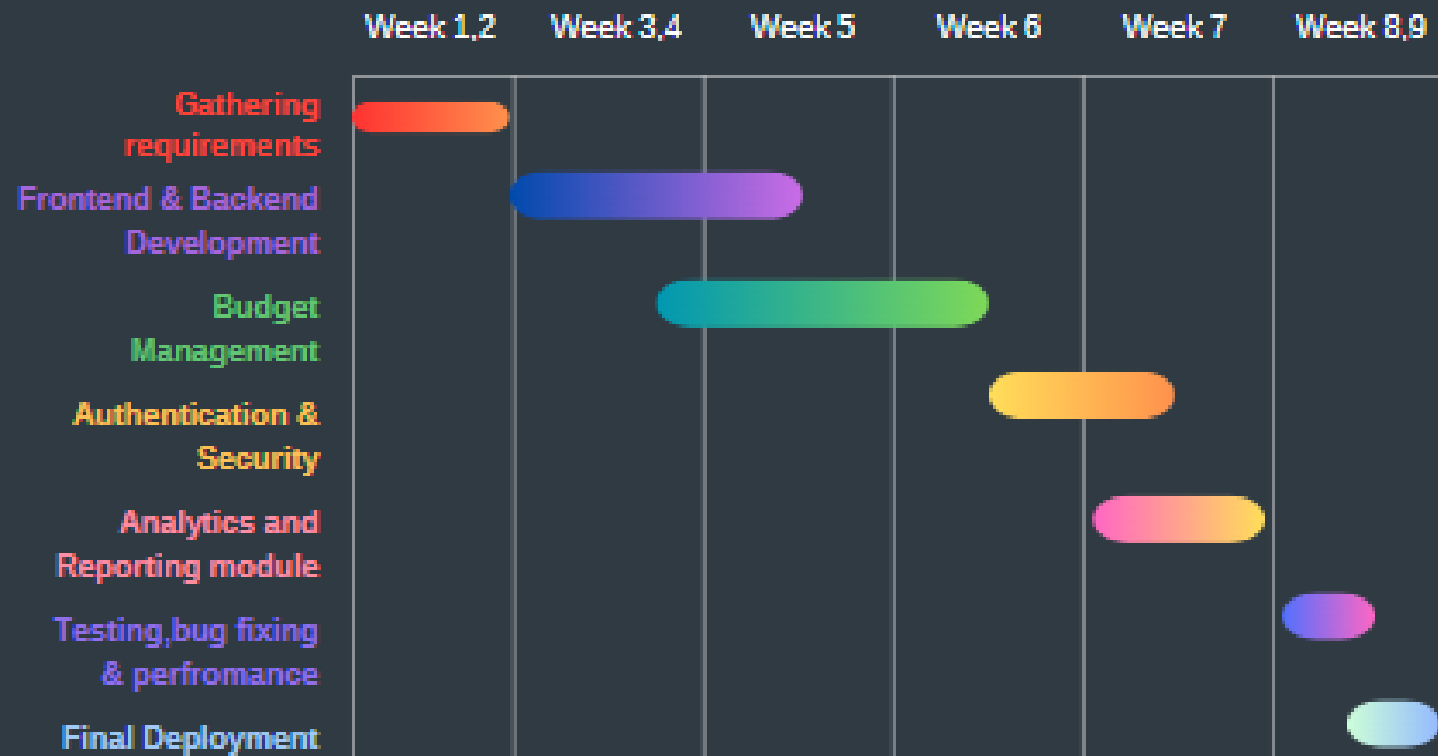 Week 1,2 Week 3,4 Week 5 Week 6 Week 7 Week 8,9
Gathering
requirements
Frontend & Backend
Development
Budget
Management
Authentication &
Security
Analytics and
Reporting module
Testing,bug fixing
& perfromance
Final Deployment